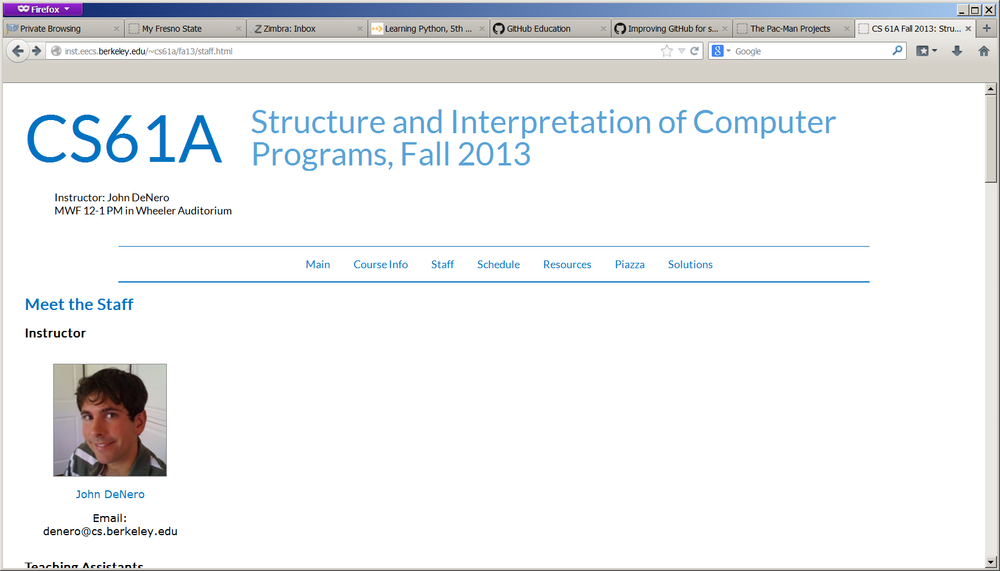 Firefox
Private Browsing
My Fresno State
Zimbra: Inbox
Learning Python, 5th ...
GitHub Education
Improving GitHub for s...
The Pac-Man Projects
CS 61A Fall 2013: Stru...
inst.eecs.berkeley.edu/~cs61a/fa13/staff.html
Google
CS61A
Structure and Interpretation of Computer
Programs, Fall 2013
Instructor: John DeNero
MWF 12-1 PM in Wheeler Auditorium
Main Course Info Staff Schedule Resources Piazza Solutions
Meet the Staff
Instructor
John DeNero
Email:
denero@cs.berkeley.edu
Teaching Assistants